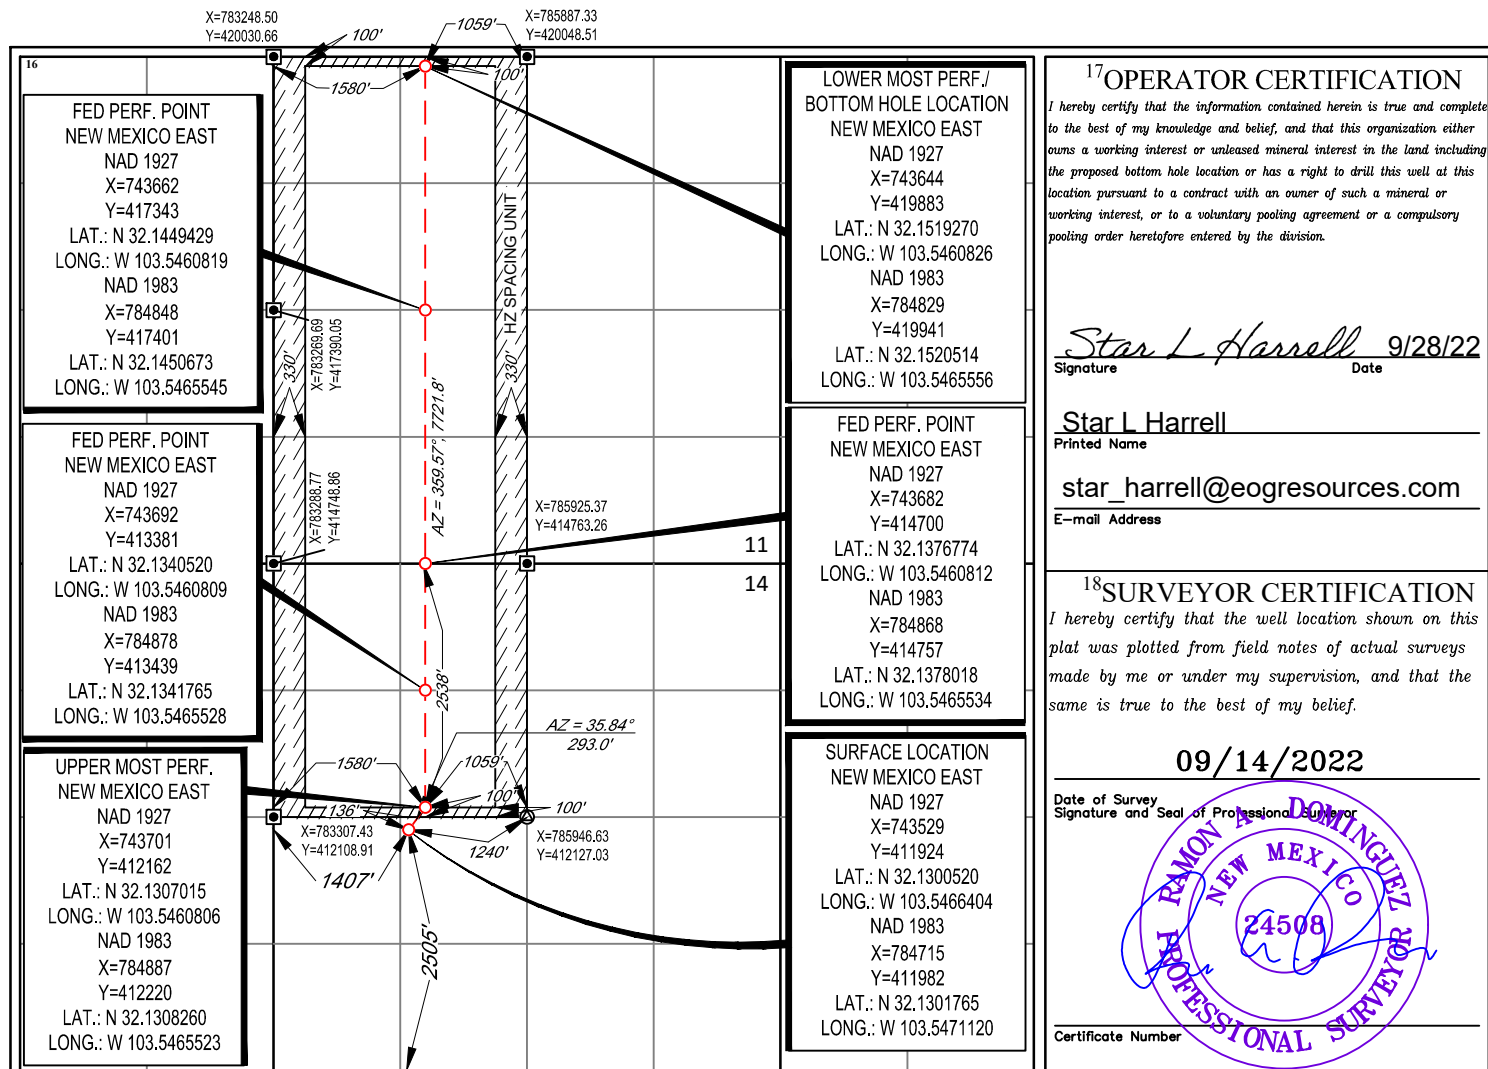 X=783248.50
Y=420030.66
100'
1059'
X=785887.33
Y=420048.51
16
1580'
100'
FED PERF. POINT
NEW MEXICO EAST
NAD 1927
X=743662
Y=417343
LAT.: N 32.1449429
LONG.: W 103.5460819
NAD 1983
X=784848
Y=417401
LAT.: N 32.1450673
LONG.: W 103.5465545
FED PERF. POINT
NEW MEXICO EAST
NAD 1927
X=743692
Y=413381
LAT.: N 32.1340520
LONG.: W 103.5460809
NAD 1983
X=784878
Y=413439
LAT.: N 32.1341765
LONG.: W 103.5465528
UPPER MOST PERF.
NEW MEXICO EAST
NAD 1927
X=743701
Y=412162
LAT.: N 32.1307015
LONG.: W 103.5460806
NAD 1983
X=784887
Y=412220
LAT.: N 32.1308260
LONG.: W 103.5465523
HZ SPACING UNIT
330'
X=783269.69
Y=417390.05
330'
AZ = 359.57°, 7721.8'
X=783288.77
Y=414748.86
X=785925.37
Y=414763.26
11
14
2538'
AZ = 35.84°
293.0'
1580'
1059'
100'
100'
136'
X=783307.43
Y=412108.91
1240'
X=785946.63
Y=412127.03
1407'
2505'
LOWER MOST PERF./
BOTTOM HOLE LOCATION
NEW MEXICO EAST
NAD 1927
X=743644
Y=419883
LAT.: N 32.1519270
LONG.: W 103.5460826
NAD 1983
X=784829
Y=419941
LAT.: N 32.1520514
LONG.: W 103.5465556
FED PERF. POINT
NEW MEXICO EAST
NAD 1927
X=743682
Y=414700
LAT.: N 32.1376774
LONG.: W 103.5460812
NAD 1983
X=784868
Y=414757
LAT.: N 32.1378018
LONG.: W 103.5465534
SURFACE LOCATION
NEW MEXICO EAST
NAD 1927
X=743529
Y=411924
LAT.: N 32.1300520
LONG.: W 103.5466404
NAD 1983
X=784715
Y=411982
LAT.: N 32.1301765
LONG.: W 103.5471120
17 OPERATOR CERTIFICATION
I hereby certify that the information contained herein is true and complete
to the best of my knowledge and belief, and that this organization either
owns a working interest or unleased mineral interest in the land including
the proposed bottom hole location or has a right to drill this well at this
location pursuant to a contract with an owner of such a mineral or
working interest, or to a voluntary pooling agreement or a compulsory
pooling order heretofore entered by the division.
Star L Harrell 9/28/22
Signature Date
Star L Harrell
Printed Name
star_harrell@eogresources.com
E-mail Address
18 SURVEYOR CERTIFICATION
I hereby certify that the well location shown on this
plat was plotted from field notes of actual surveys
made by me or under my supervision, and that the
same is true to the best of my belief.
09/14/2022
Date of Survey
Signature and Seal of Professional Surveyor
RAMON A. DOMINGUEZ
NEW MEXICO
24508
PROFESSIONAL SURVEYOR
Certificate Number